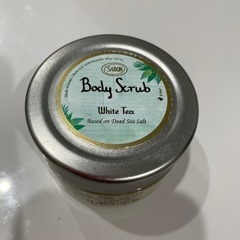 SABON
Body Scrub
White Tea
Based on Dead Sea Salt